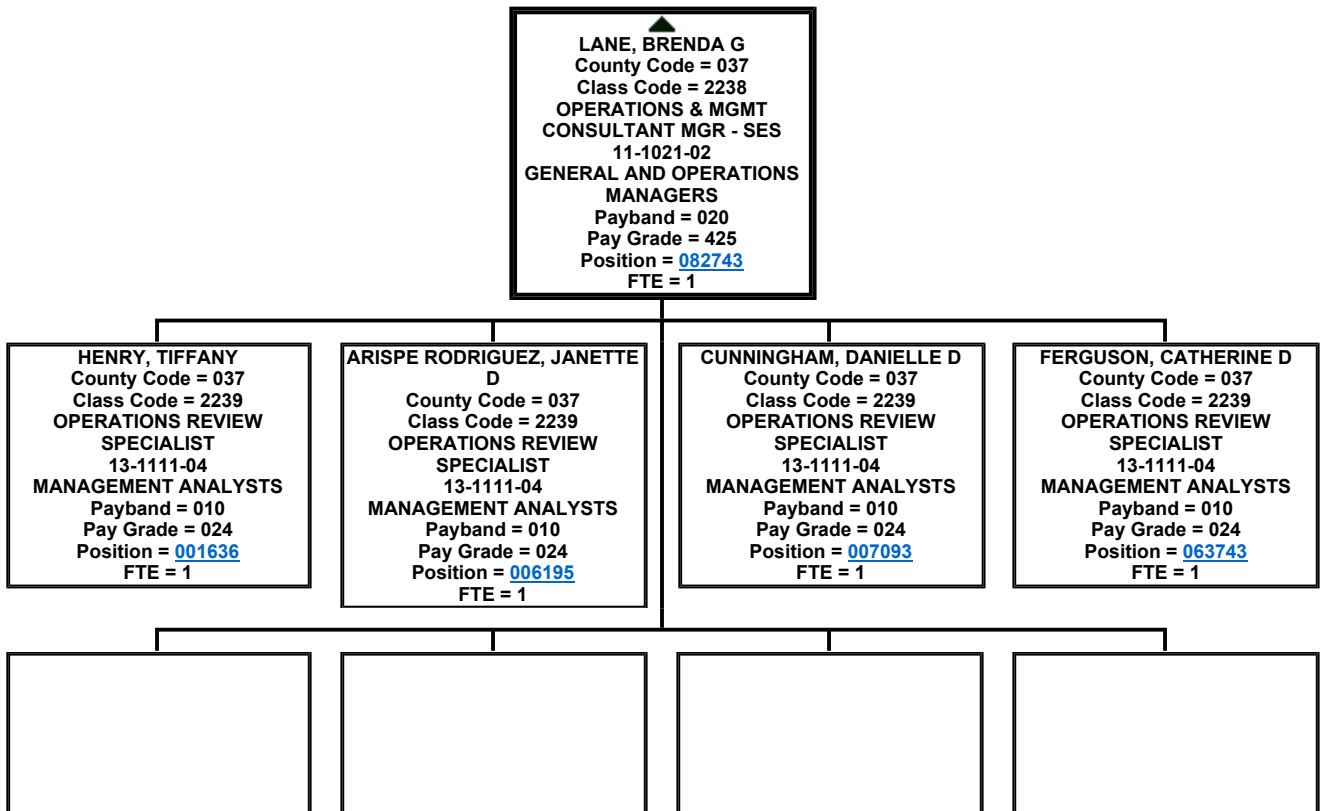 LANE, BRENDA G
County Code = 037
Class Code = 2238
OPERATIONS & MGMT
CONSULTANT MGR - SES
11-1021-02
GENERAL AND OPERATIONS
MANAGERS
Payband = 020
Pay Grade = 425
Position = 082743
FTE = 1
HENRY, TIFFANY
County Code = 037
Class Code = 2239
OPERATIONS REVIEW
SPECIALIST
13-1111-04
MANAGEMENT ANALYSTS
Payband = 010
Pay Grade = 024
Position = 001636
FTE = 1
ARISPE RODRIGUEZ, JANETTE
D
County Code = 037
Class Code = 2239
OPERATIONS REVIEW
SPECIALIST
13-1111-04
MANAGEMENT ANALYSTS
Payband = 010
Pay Grade = 024
Position = 006195
FTE = 1
CUNNINGHAM, DANIELLE D
County Code = 037
Class Code = 2239
OPERATIONS REVIEW
SPECIALIST
13-1111-04
MANAGEMENT ANALYSTS
Payband = 010
Pay Grade = 024
Position = 007093
FTE = 1
FERGUSON, CATHERINE D
County Code = 037
Class Code = 2239
OPERATIONS REVIEW
SPECIALIST
13-1111-04
MANAGEMENT ANALYSTS
Payband = 010
Pay Grade = 024
Position = 063743
FTE = 1